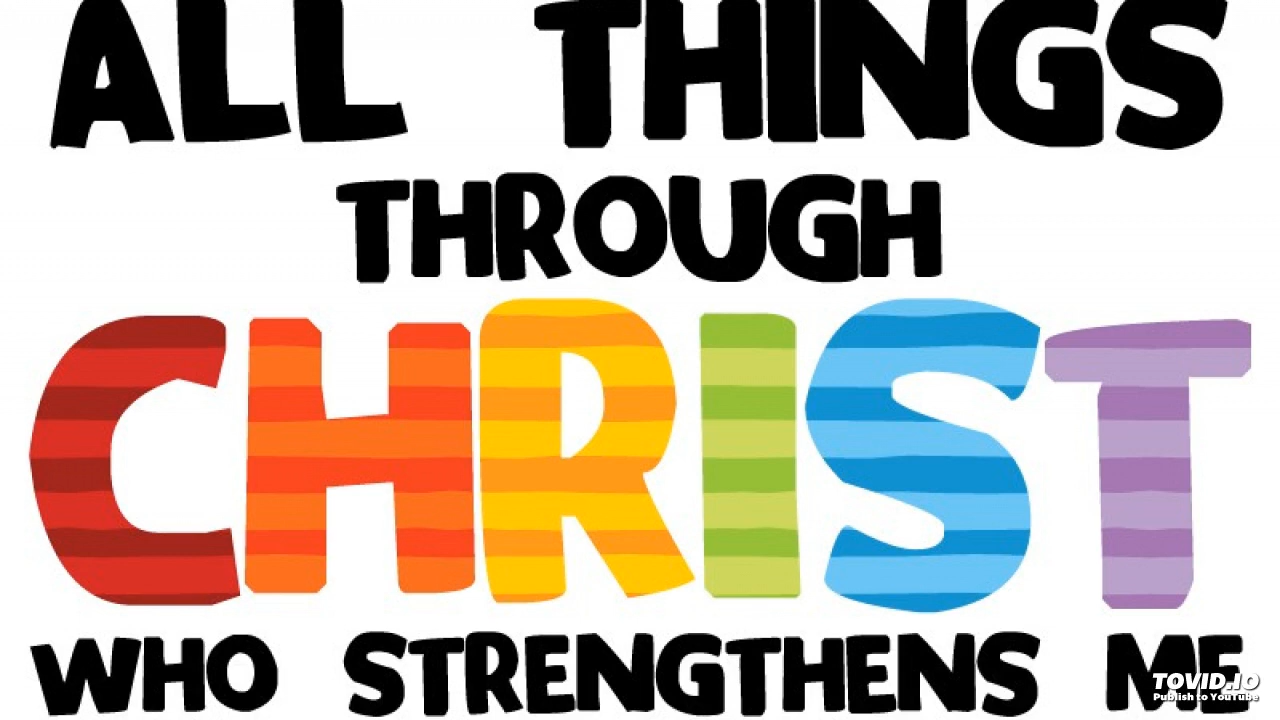 ALL THINGS
THROUGH
CHRIST
WHO STRENGTHENS ME
TOVID.IO
Publish to YouTube